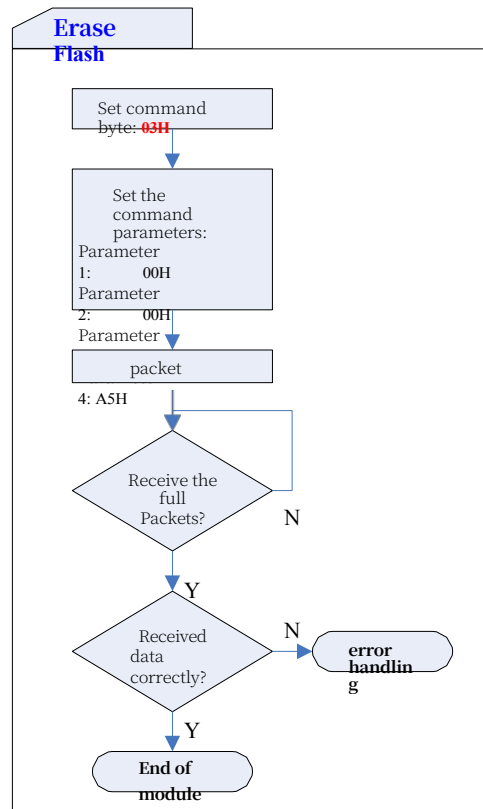 Erase
Flash
Set command
byte: 03H
Set the
command
parameters:
Parameter
1: 00H
Parameter
2: 00H
Parameter
packet
4: A5H
Receive the
full
Packets?
N
Y
Received
data
correctly?
N
error
handlin
g
Y
End of
module